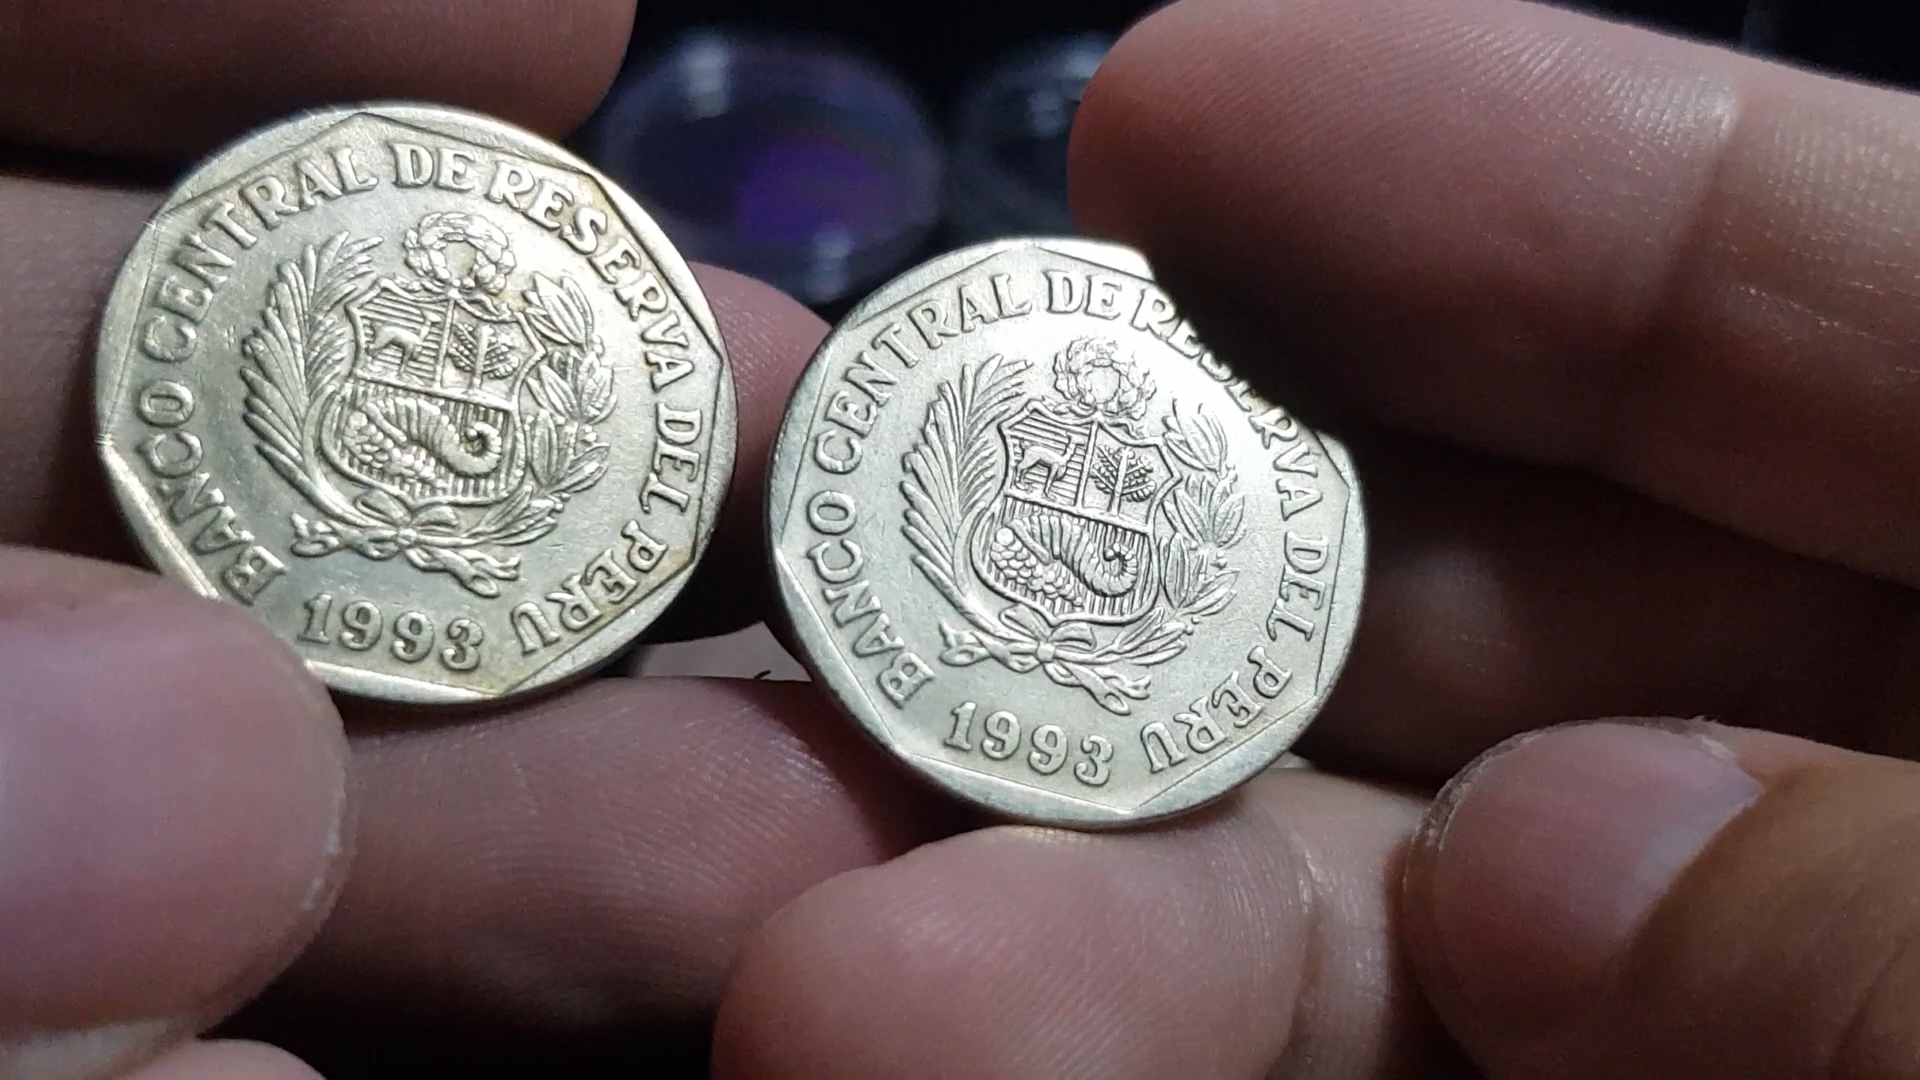 BANCO CENTRAL DE RESERVA DEL PERU
1993
BANCO CENTRAL DE RESERVA DEL PERU
1993